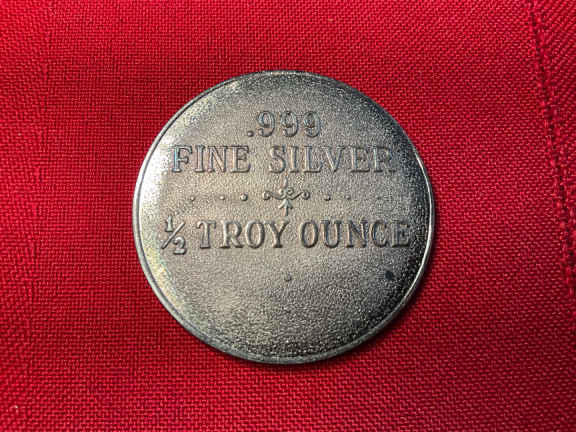 .999
FINE SILVER
½ TROY OUNCE